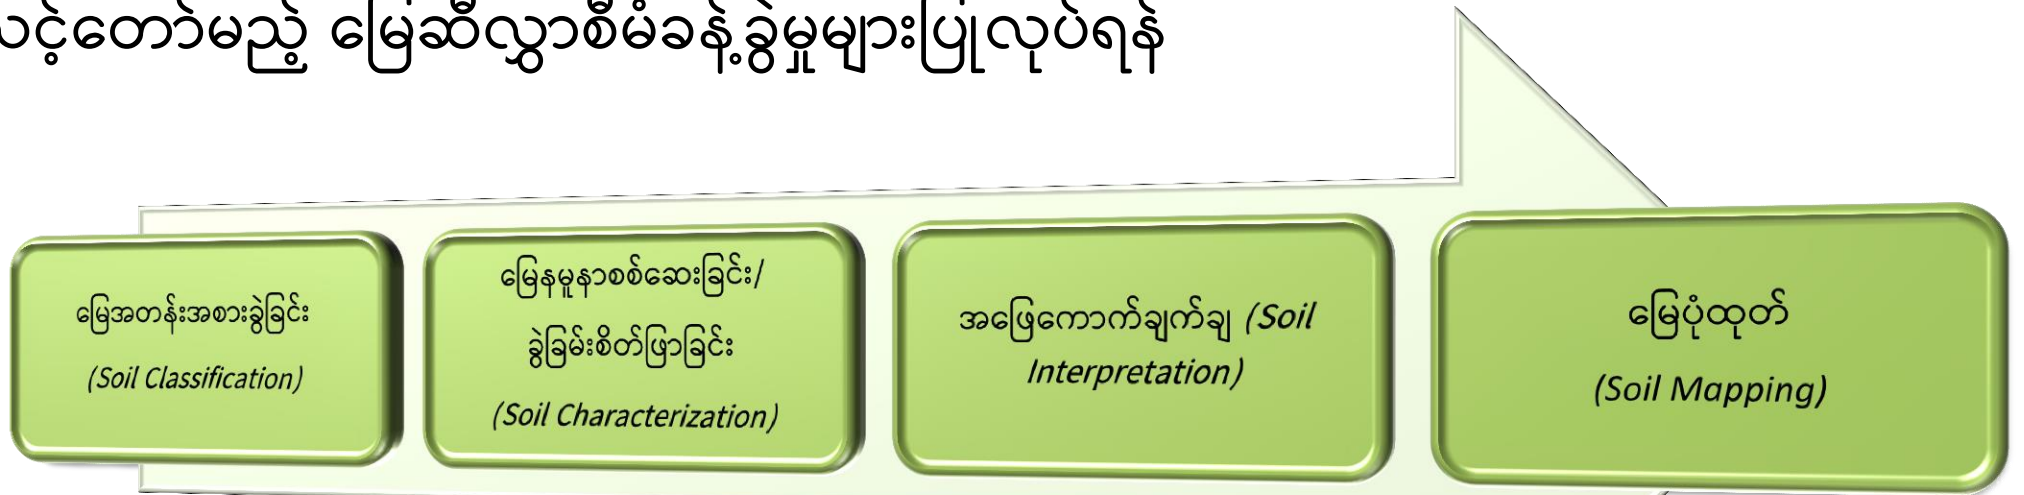 သင့်တော်မည့် မြေဆီလွှာစီမံခန့်ခွဲမှုများပြုလုပ်ရန်
မြေအတန်းအစားခွဲခြင်း
(Soil Classification)
မြေနမူနာစစ်ဆေးခြင်း/
ခွဲခြမ်းစိတ်ဖြာခြင်း
(Soil Characterization)
အဖြေကောက်ချက်ချ (Soil
Interpretation)
မြေပုံထုတ်
(Soil Mapping)